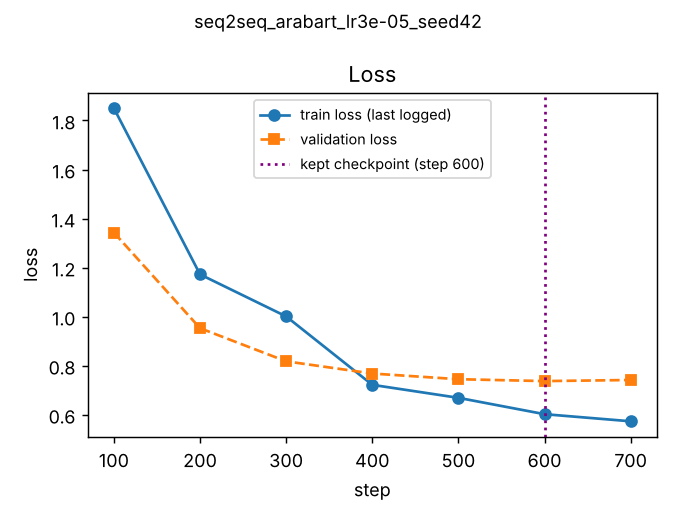 seq2seq_arabart_lr3e-05_seed42
Loss
train loss (last logged)
validation loss
kept checkpoint (step 600)
loss
1.8
1.6
1.4
1.2
1.0
0.8
0.6
100 200 300 400 500 600 700
step